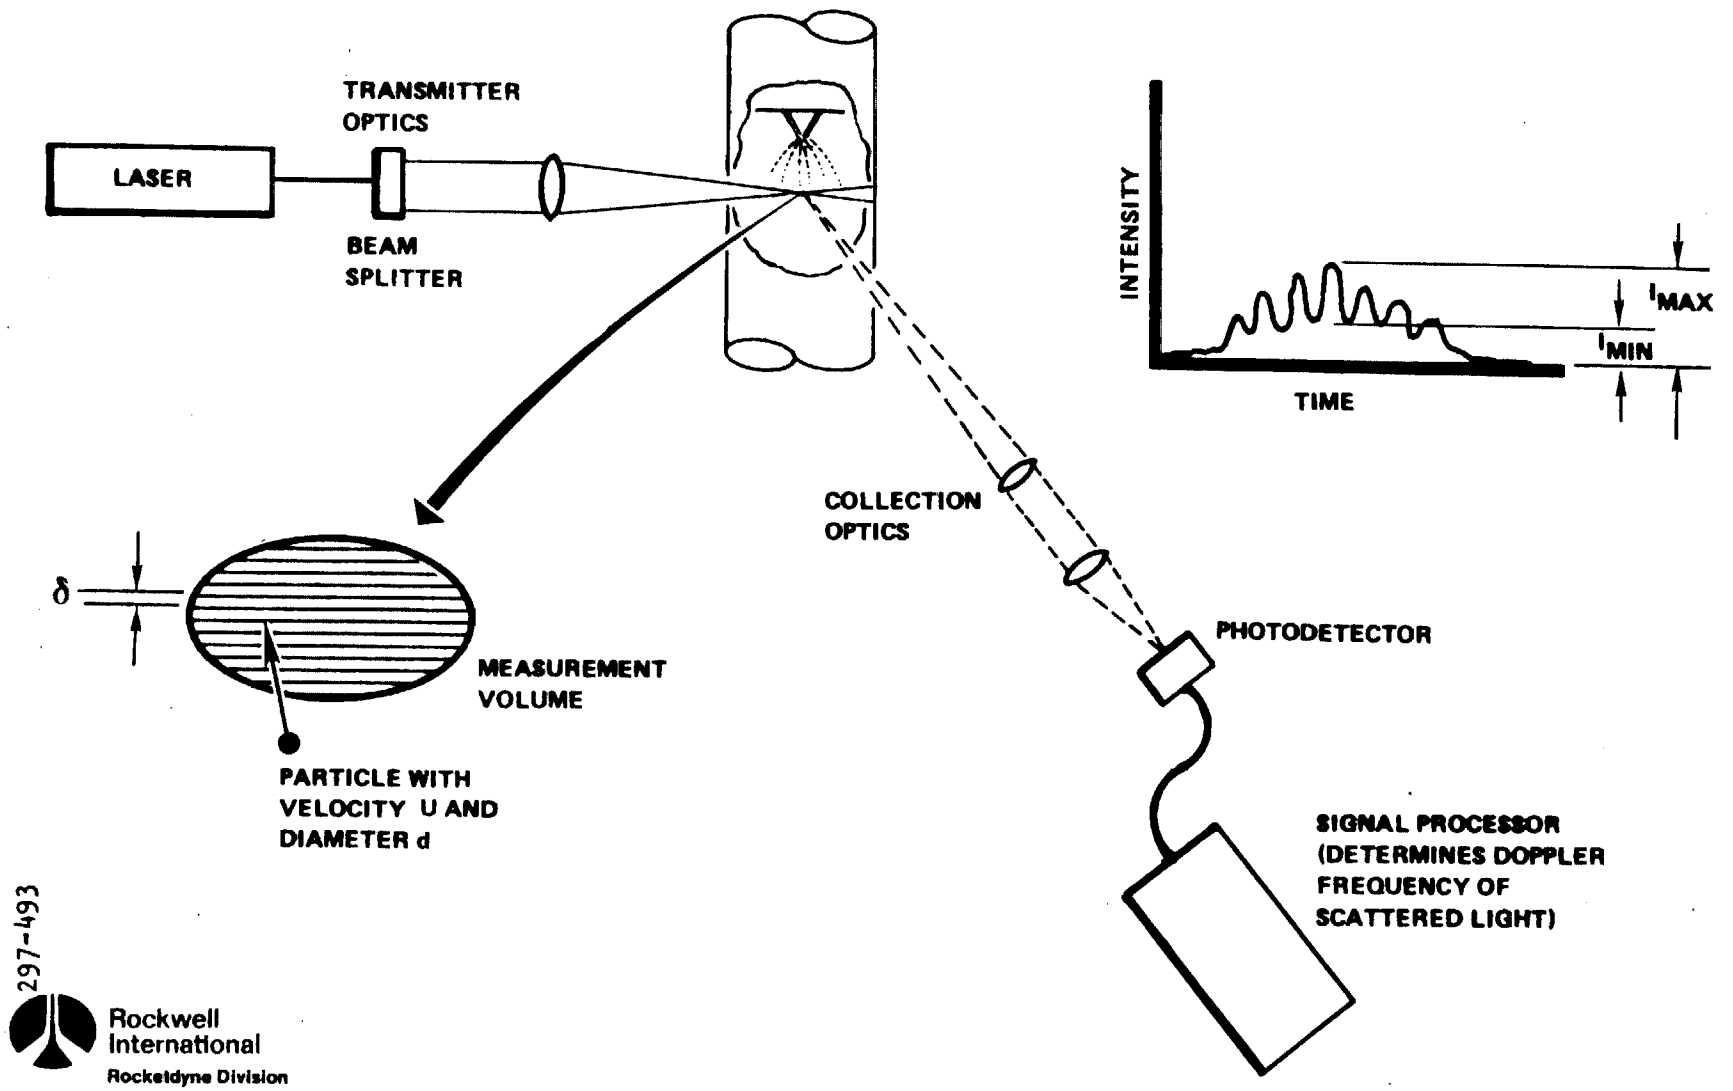 TRANSMITTER
OPTICS
LASER
BEAM
SPLITTER
INTENSITY
IMAX
IMIN
TIME
COLLECTION
OPTICS
δ
MEASUREMENT
VOLUME
PHOTODETECTOR
PARTICLE WITH
VELOCITY U AND
DIAMETER d
SIGNAL PROCESSOR
(DETERMINES DOPPLER
FREQUENCY OF
SCATTERED LIGHT)
297-493
Rockwell
International
Rocketdyne Division